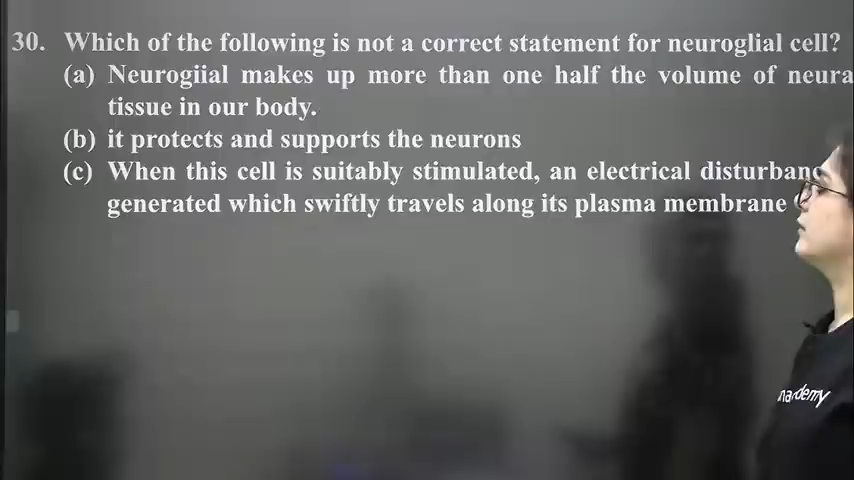 30. Which of the following is not a correct statement for neuroglial cell?
(a) Neurogiial makes up more than one half the volume of neura
tissue in our body.
(b) it protects and supports the neurons
(c) When this cell is suitably stimulated, an electrical disturbanc
generated which swiftly travels along its plasma membrane